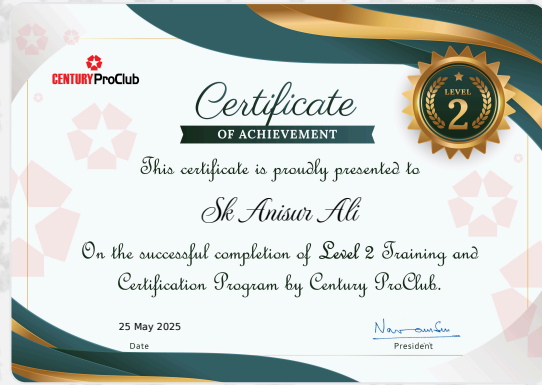 CENTURY ProClub
Certificate
OF ACHIEVEMENT
LEVEL
2
This certificate is proudly presented to
Sk Anisur Ali
On the successful completion of Level 2 Training and
Certification Program by Century ProClub.
25 May 2025
Date
President